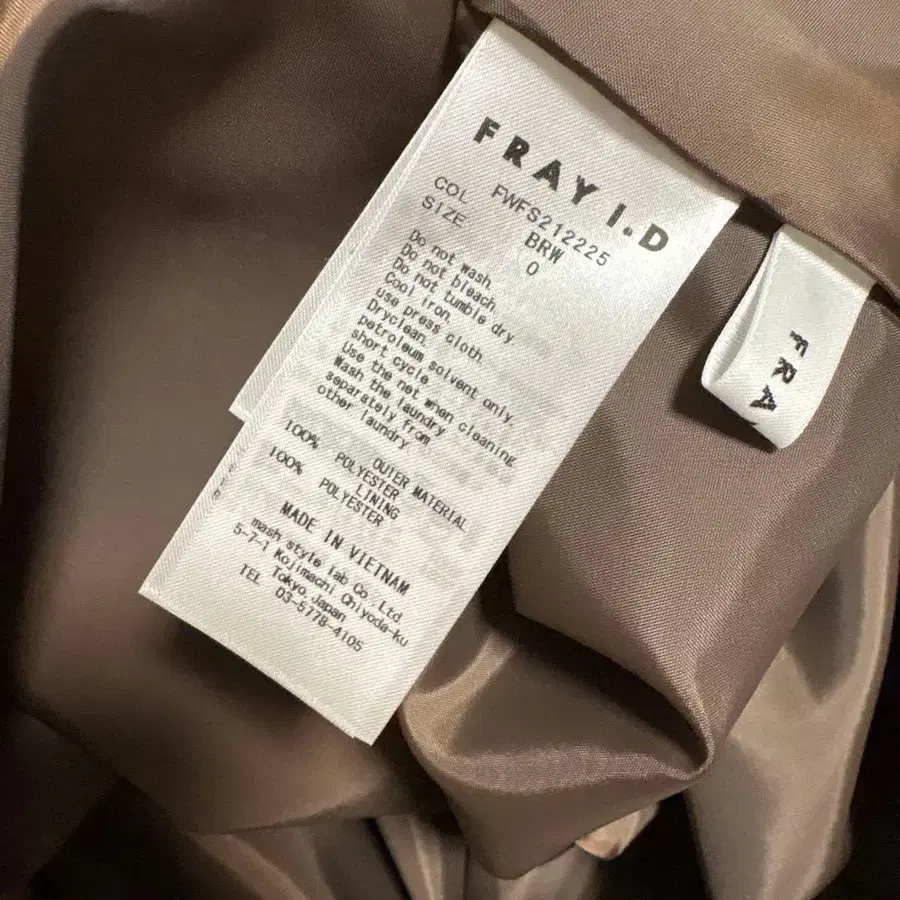 FRAY I.D
FWFS212225
COL BRW
SIZE 0
Do not wash.
Do not bleach.
Do not tumble dry
Cool iron.
use press cloth.
Dryclean.
petroleum solvent only.
short cycle
Use the net when cleaning
Wash the laundry
separately from
other laundry.
OUTER MATERIAL
100% POLYESTER
LINING
100% POLYESTER
MADE IN VIETNAM
mash style lab Co., Ltd.
5-7-1 Kojimachi Chiyoda-ku
Tokyo, Japan
TEL 03-5778-4105
FRA